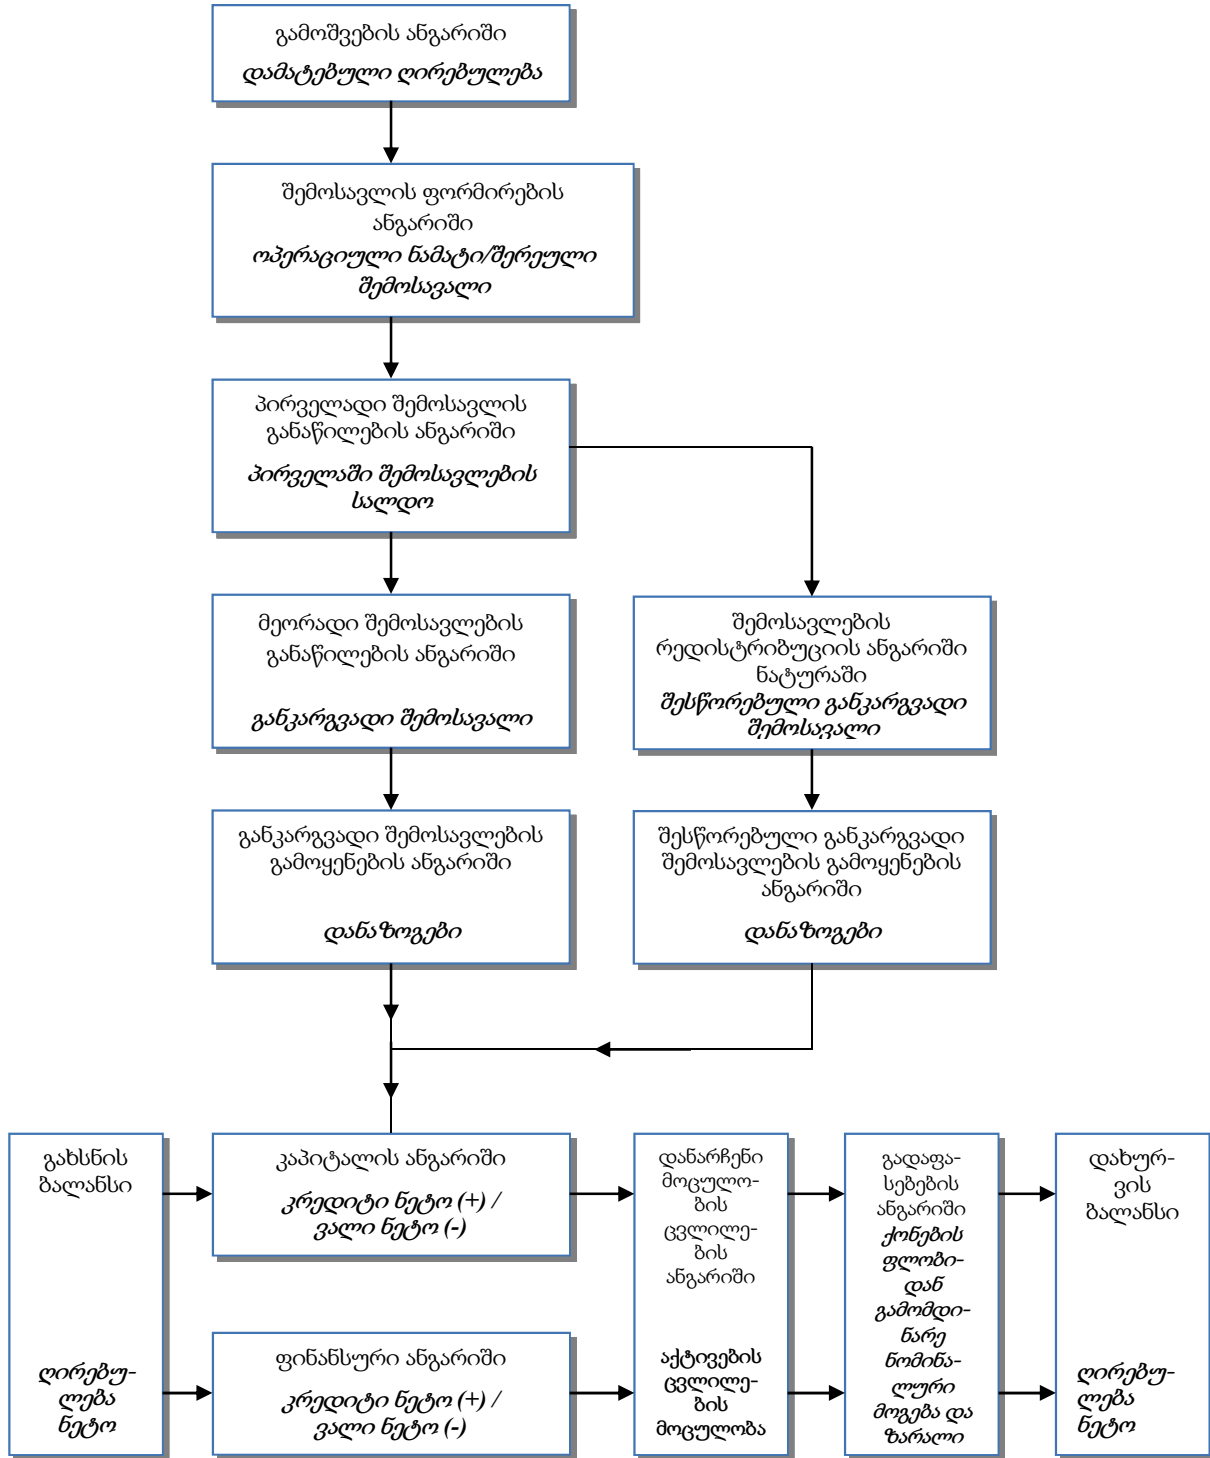 გამოშვების ანგარიში
დამატებული ღირებულება
შემოსავლის ფორმირების
ანგარიში
ოპერაციული ნამატი/შერეული
შემოსავალი
პირველადი შემოსავლის
განაწილების ანგარიში
პირველაში შემოსავლების
სალდო
მეორადი შემოსავლების
განაწილების ანგარიში
განკარგვადი შემოსავალი
შემოსავლების
რედისტრიბუციის ანგარიში
ნატურაში
შესწორებული განკარგვადი
შემოსავალი
განკარგვადი შემოსავლების
გამოყენების ანგარიში
დანაზოგები
შესწორებული განკარგვადი
შემოსავლების გამოყენების
ანგარიში
დანაზოგები
გახსნის
ბალანსი
ღირებუ-
ლება
ნეტო
კაპიტალის ანგარიში
კრედიტი ნეტო (+) /
ვალი ნეტო (-)
ფინანსური ანგარიში
კრედიტი ნეტო (+) /
ვალი ნეტო (-)
დანარჩენი
მოცულო-
ბის
ცვლილე-
ბის
ანგარიში
აქტივების
ცვლილე-
ბის
მოცულობა
გადაფა-
სებების
ანგარიში
ქონების
ფლობი-
დან
გამომდი-
ნარე
ნომინა-
ლური
მოგება და
ზარალი
დახურ-
ვის
ბალანსი
ღირებუ-
ლება
ნეტო